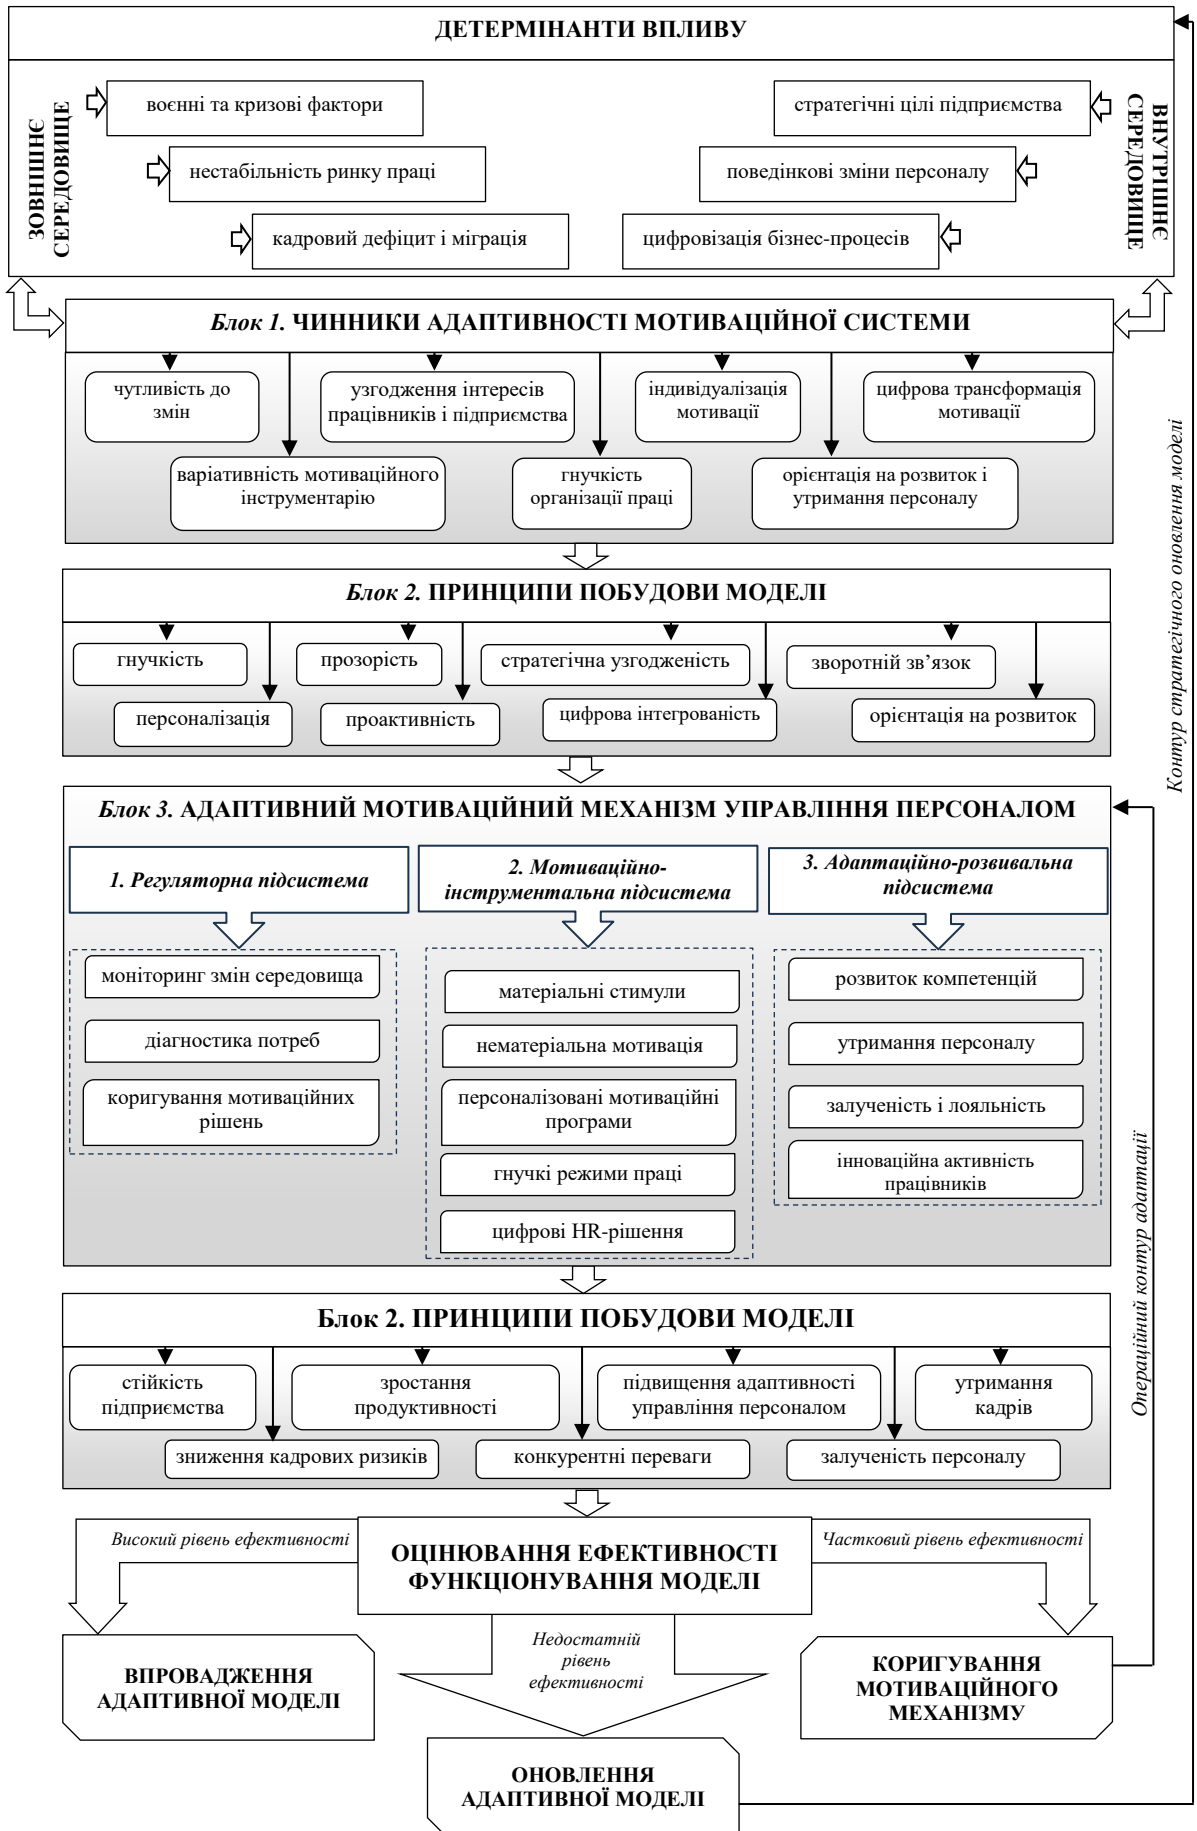 ДЕТЕРМІНАНТИ ВПЛИВУ
ЗОВНІШНЄ
СЕРЕДОВИЩЕ
воєнні та кризові фактори
нестабільність ринку праці
кадровий дефіцит і міграція
стратегічні цілі підприємства
поведінкові зміни персоналу
цифровізація бізнес-процесів
ВНУТРІШНЄ
СЕРЕДОВИЩЕ
Блок 1. ЧИННИКИ АДАПТИВНОСТІ МОТИВАЦІЙНОЇ СИСТЕМИ
чутливість до
змін
узгодження інтересів
працівників і підприємства
індивідуалізація
мотивації
цифрова трансформація
мотивації
варіативність мотиваційного
інструментарію
гнучкість
організації праці
орієнтація на розвиток і
утримання персоналу
Контур стратегічного оновлення моделі
Блок 2. ПРИНЦИПИ ПОБУДОВИ МОДЕЛІ
гнучкість
прозорість
стратегічна узгодженість
зворотній зв’язок
персоналізація
проактивність
цифрова інтегрованість
орієнтація на розвиток
Блок 3. АДАПТИВНИЙ МОТИВАЦІЙНИЙ МЕХАНІЗМ УПРАВЛІННЯ ПЕРСОНАЛОМ
1. Регуляторна підсистема
моніторинг змін середовища
діагностика потреб
коригування мотиваційних
рішень
2. Мотиваційно-
інструментальна підсистема
матеріальні стимули
нематеріальна мотивація
персоналізовані мотиваційні
програми
гнучкі режими праці
цифрові HR-рішення
3. Адаптаційно-розвивальна
підсистема
розвиток компетенцій
утримання персоналу
залученість і лояльність
інноваційна активність
працівників
Операційний контур адаптації
Блок 2. ПРИНЦИПИ ПОБУДОВИ МОДЕЛІ
стійкість
підприємства
зростання
продуктивності
підвищення адаптивності
управління персоналом
утримання
кадрів
зниження кадрових ризиків
конкурентні переваги
залученість персоналу
Високий рівень ефективності
ОЦІНЮВАННЯ ЕФЕКТИВНОСТІ
ФУНКЦІОНУВАННЯ МОДЕЛІ
Частковий рівень ефективності
Недостатній
рівень
ефективності
ВПРОВАДЖЕННЯ
АДАПТИВНОЇ МОДЕЛІ
КОРИГУВАННЯ
МОТИВАЦІЙНОГО
МЕХАНІЗМУ
ОНОВЛЕННЯ
АДАПТИВНОЇ МОДЕЛІ